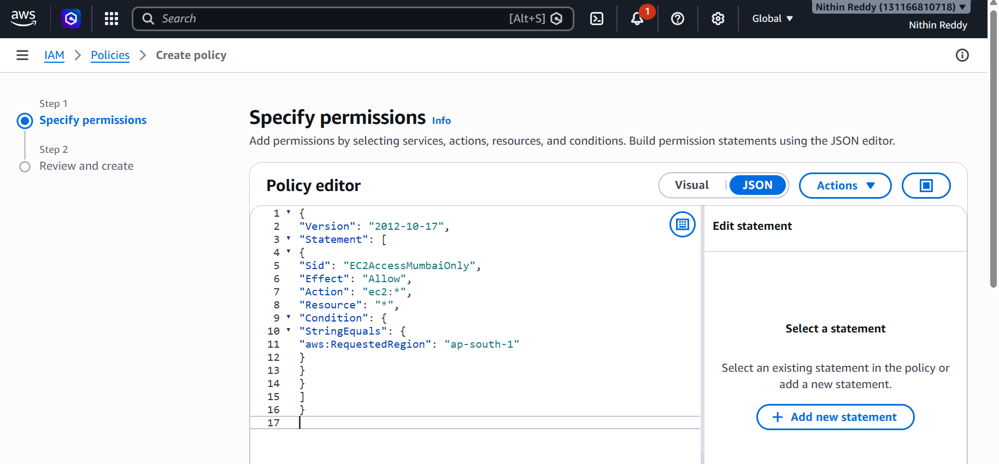 aws
Search
[Alt+S]
1
Global
Nithin Reddy (131166810718)
Nithin Reddy
IAM
Policies
Create policy
Step 1
Specify permissions
Step 2
Review and create
Specify permissions Info
Add permissions by selecting services, actions, resources, and conditions. Build permission statements using the JSON editor.
Policy editor
Visual
JSON
Actions
1 {
2 "Version": "2012-10-17",
3 "Statement": [
4 {
5 "Sid": "EC2AccessMumbaiOnly",
6 "Effect": "Allow",
7 "Action": "ec2:*",
8 "Resource": "*",
9 "Condition": {
10 "StringEquals": {
11 "aws:RequestedRegion": "ap-south-1"
12 }
13 }
14 }
15 ]
16 }
17
Edit statement
Select a statement
Select an existing statement in the policy or
add a new statement.
+ Add new statement